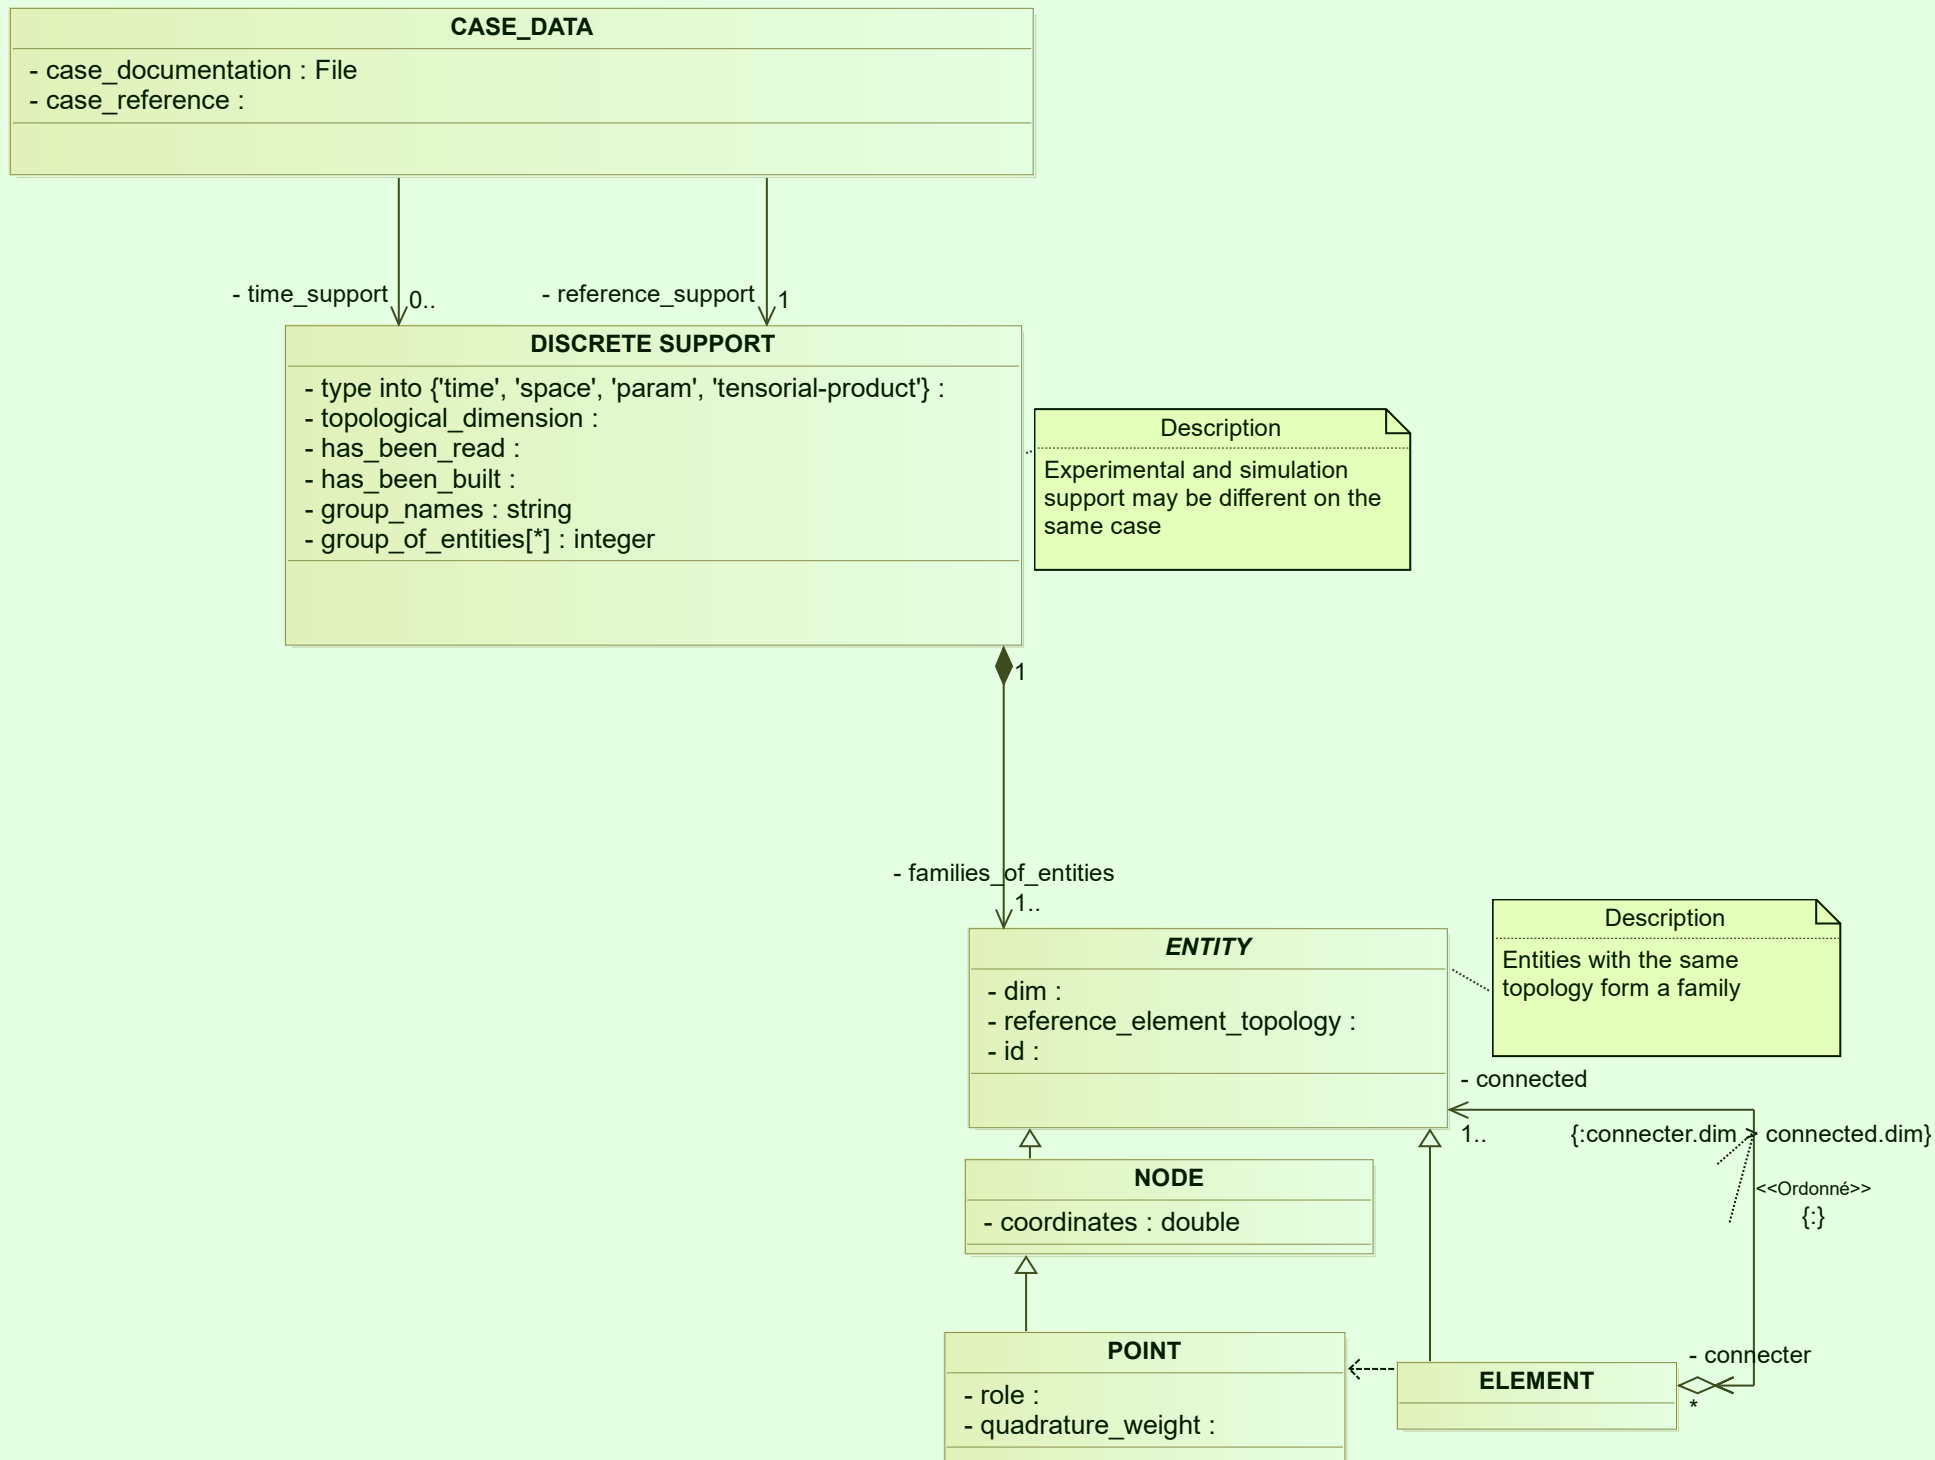 CASE_DATA
- case_documentation : File
- case_reference :
- time_support
0..
- reference_support
1
DISCRETE SUPPORT
- type into {'time', 'space', 'param', 'tensorial-product'} :
- topological_dimension :
- has_been_read :
- has_been_built :
- group_names : string
- group_of_entities[*] : integer
Description
Experimental and simulation
support may be different on the
same case
1
- families_of_entities
1..
ENTITY
- dim :
- reference_element_topology :
- id :
Description
Entities with the same
topology form a family
- connected
1..
{:connecter.dim > connected.dim}
<<Ordonné>>
{:}
NODE
- coordinates : double
POINT
- role :
- quadrature_weight :
ELEMENT
- connecter
*